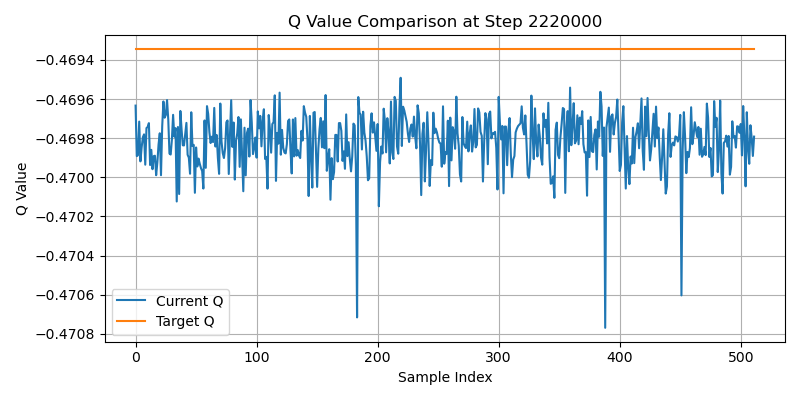 Q Value Comparison at Step 2220000
Q Value
−0.4694
−0.4696
−0.4698
−0.4700
−0.4702
−0.4704
−0.4706
−0.4708
Current Q
Target Q
0 100 200 300 400 500
Sample Index